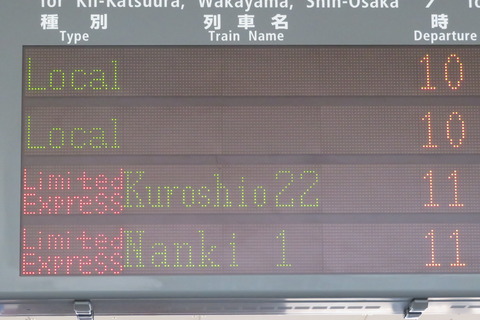 for Kii-Katsuura, Wakayama, Shin-Osaka
種 別 列 車 名 時
Type Train Name Departure
Local 10
Local 10
Limited Express Kuroshio 22 11
Limited Express Nanki 1 11